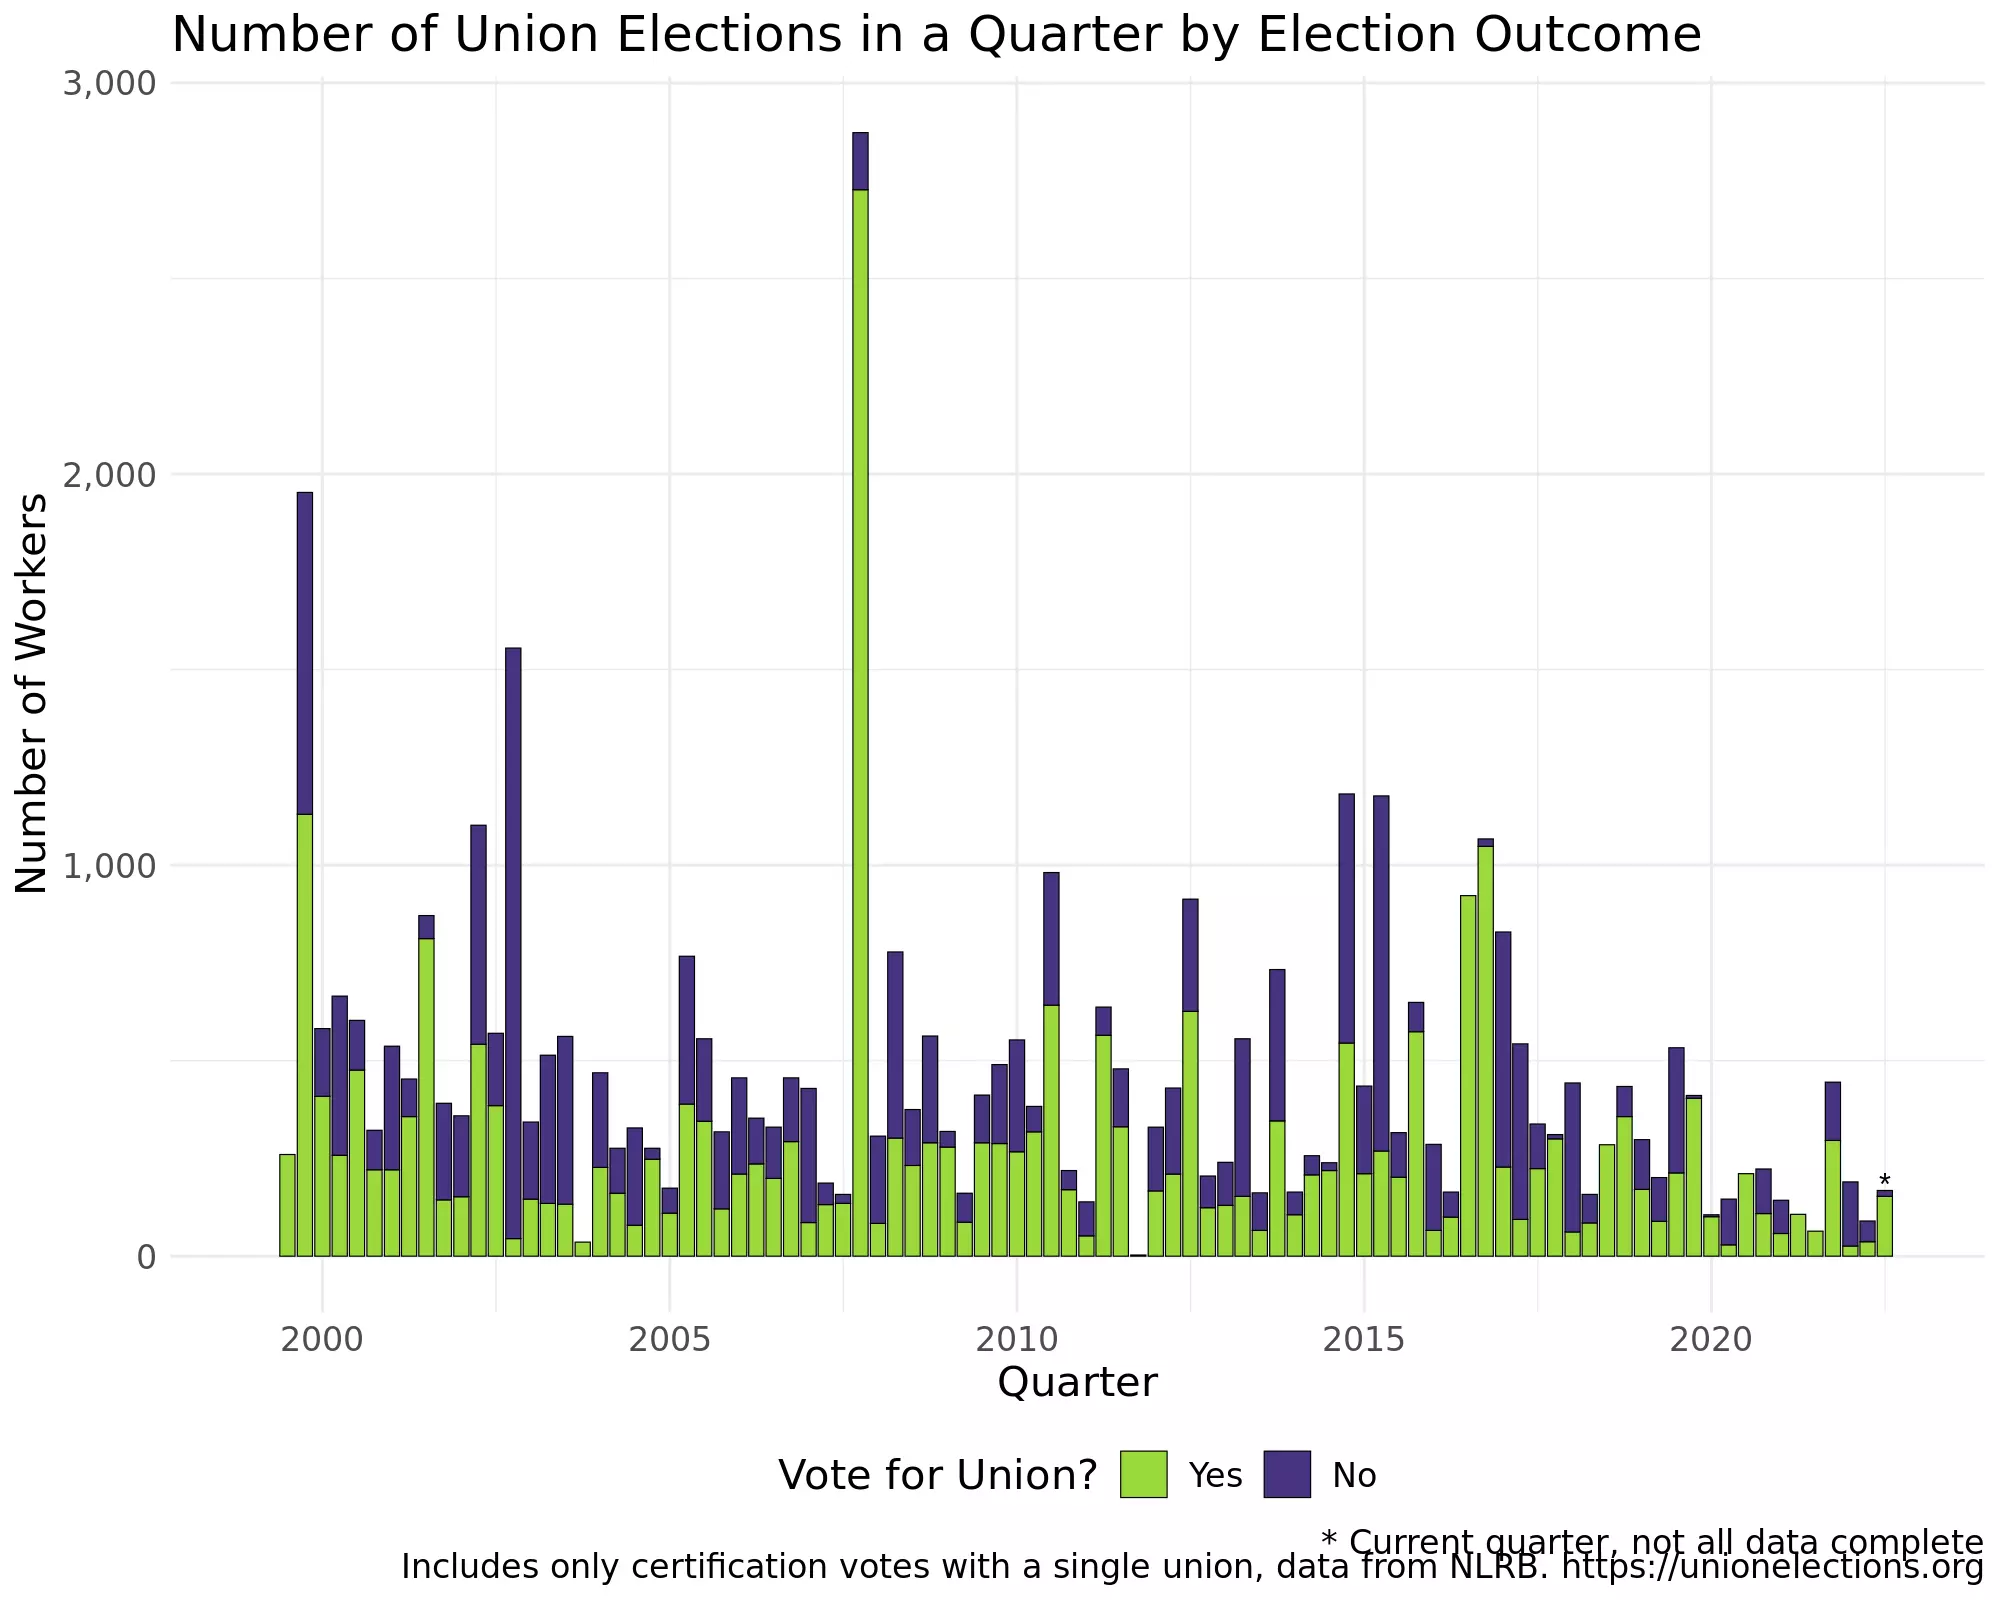 Number of Union Elections in a Quarter by Election Outcome
3,000
2,000
1,000
0
Number of Workers
*
2000 2005 2010 2015 2020
Quarter
Vote for Union? Yes No
* Current quarter, not all data complete
Includes only certification votes with a single union, data from NLRB. https://unionelections.org